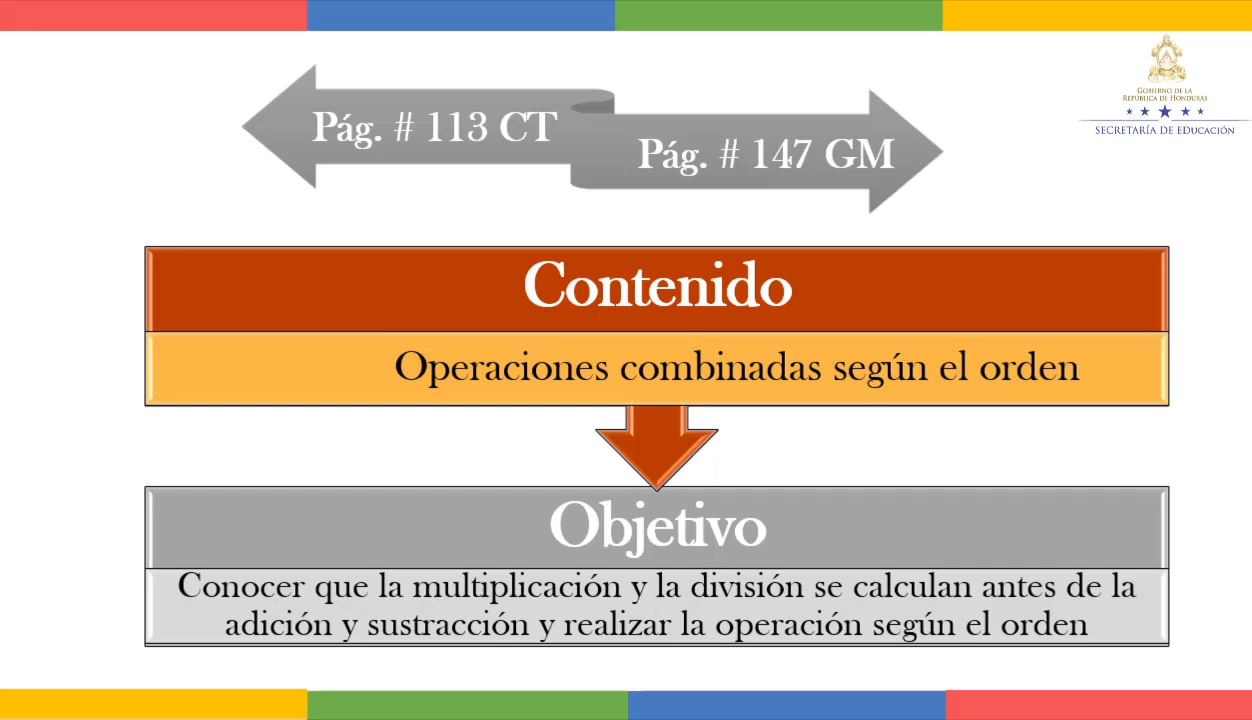 GOBIERNO DE LA
REPÚBLICA DE HONDURAS
SECRETARÍA DE EDUCACIÓN
Pág. # 113 CT
Pág. # 147 GM
Contenido
Operaciones combinadas según el orden
Objetivo
Conocer que la multiplicación y la división se calculan antes de la
adición y sustracción y realizar la operación según el orden